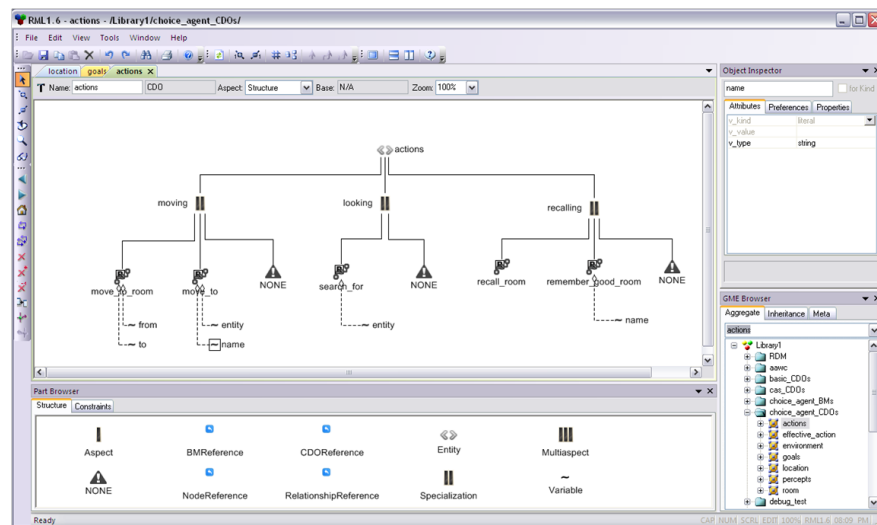 RML1.6 - actions - /Library1/choice_agent_CDOs/
File Edit View Tools Window Help
location goals actions
Name: actions CDO Aspect: Structure Base: N/A Zoom: 100%
actions
moving looking recalling
move_to_room move_to NONE search_for NONE recall_room remember_good_room NONE
from entity entity name
to name
Object Inspector
name for Kind
Attributes Preferences Properties
v_kind literal
v_value
v_type string
GME Browser
Aggregate Inheritance Meta
actions
Library1
RDM
aawc
basic_CDOs
cas_CDOs
choice_agent_BMs
choice_agent_CDOs
actions
effective_action
environment
goals
location
percepts
room
debug_test
Part Browser
Structure Constraints
Aspect BMReference CDOReference Entity Multiaspect
NONE NodeReference RelationshipReference Specialization Variable
Ready
CAP NUM SCRL EDIT 100% RML1.6 08:09 PM